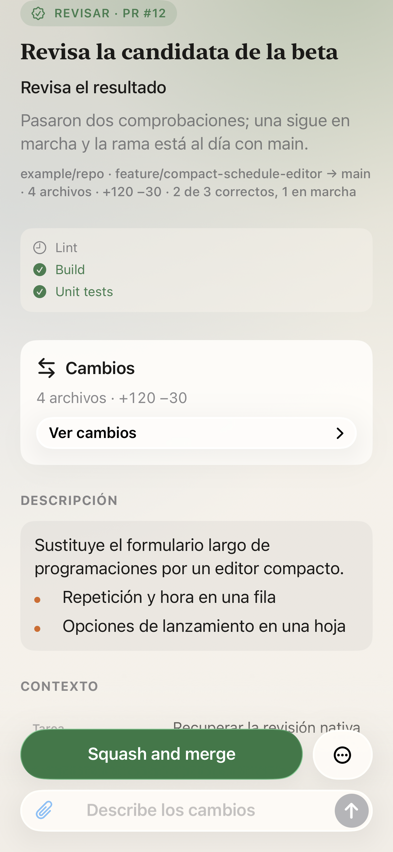 REVISAR · PR #12
Revisa la candidata de la beta
Revisa el resultado
Pasaron dos comprobaciones; una sigue en
marcha y la rama está al día con main.
example/repo · feature/compact-schedule-editor → main
· 4 archivos · +120 −30 · 2 de 3 correctos, 1 en marcha
Lint
Build
Unit tests
Cambios
4 archivos · +120 −30
Ver cambios
DESCRIPCIÓN
Sustituye el formulario largo de
programaciones por un editor compacto.
• Repetición y hora en una fila
• Opciones de lanzamiento en una hoja
CONTEXTO
Tarea Recuperar la revisión nativa
Squash and merge
Describe los cambios